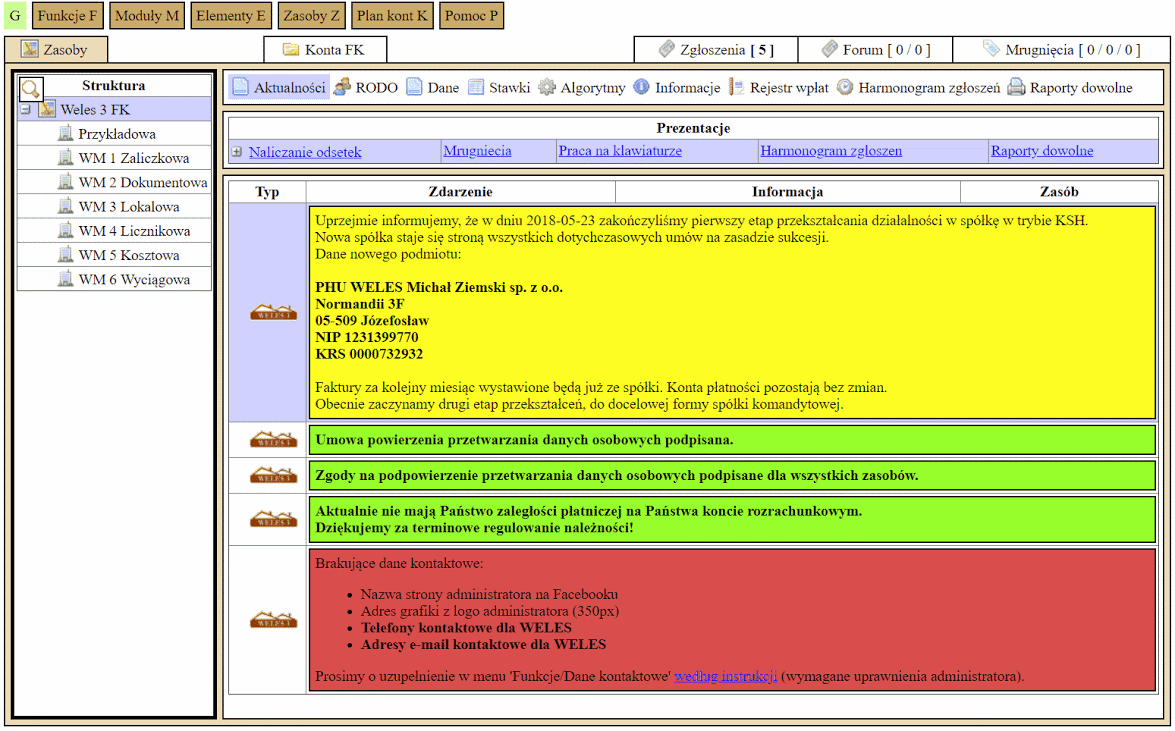 G Funkcje F Moduły M Elementy E Zasoby Z Plan kont K Pomoc P
Zasoby Konta FK Zgłoszenia [ 5 ] Forum [ 0 / 0 ] Mrugnięcia [ 0 / 0 / 0 ]
Struktura
Weles 3 FK
Przykładowa
WM 1 Zaliczkowa
WM 2 Dokumentowa
WM 3 Lokalowa
WM 4 Licznikowa
WM 5 Kosztowa
WM 6 Wyciągowa
Aktualności RODO Dane Stawki Algorytmy Informacje Rejestr wpłat Harmonogram zgłoszeń Raporty dowolne
Prezentacje
Naliczanie odsetek Mrugniecia Praca na klawiaturze Harmonogram zgloszen Raporty dowolne
Typ Zdarzenie Informacja Zasób
WELES 3
Uprzejmie informujemy, że w dniu 2018-05-23 zakończyliśmy pierwszy etap przekształcania działalności w spółkę w trybie KSH.
Nowa spółka staje się stroną wszystkich dotychczasowych umów na zasadzie sukcesji.
Dane nowego podmiotu:
PHU WELES Michał Ziemski sp. z o.o.
Normandii 3F
05-509 Józefosław
NIP 1231399770
KRS 0000732932
Faktury za kolejny miesiąc wystawione będą już ze spółki. Konta płatności pozostają bez zmian.
Obecnie zaczynamy drugi etap przekształceń, do docelowej formy spółki komandytowej.
WELES 3
Umowa powierzenia przetwarzania danych osobowych podpisana.
WELES 3
Zgody na podpowierzenie przetwarzania danych osobowych podpisane dla wszystkich zasobów.
WELES 3
Aktualnie nie mają Państwo zaległości płatniczej na Państwa koncie rozrachunkowym.
Dziękujemy za terminowe regulowanie należności!
WELES 3
Brakujące dane kontaktowe:
Nazwa strony administratora na Facebooku
Adres grafiki z logo administratora (350px)
Telefony kontaktowe dla WELES
Adresy e-mail kontaktowe dla WELES
Prosimy o uzupełnienie w menu 'Funkcje/Dane kontaktowe' według instrukcji (wymagane uprawnienia administratora).